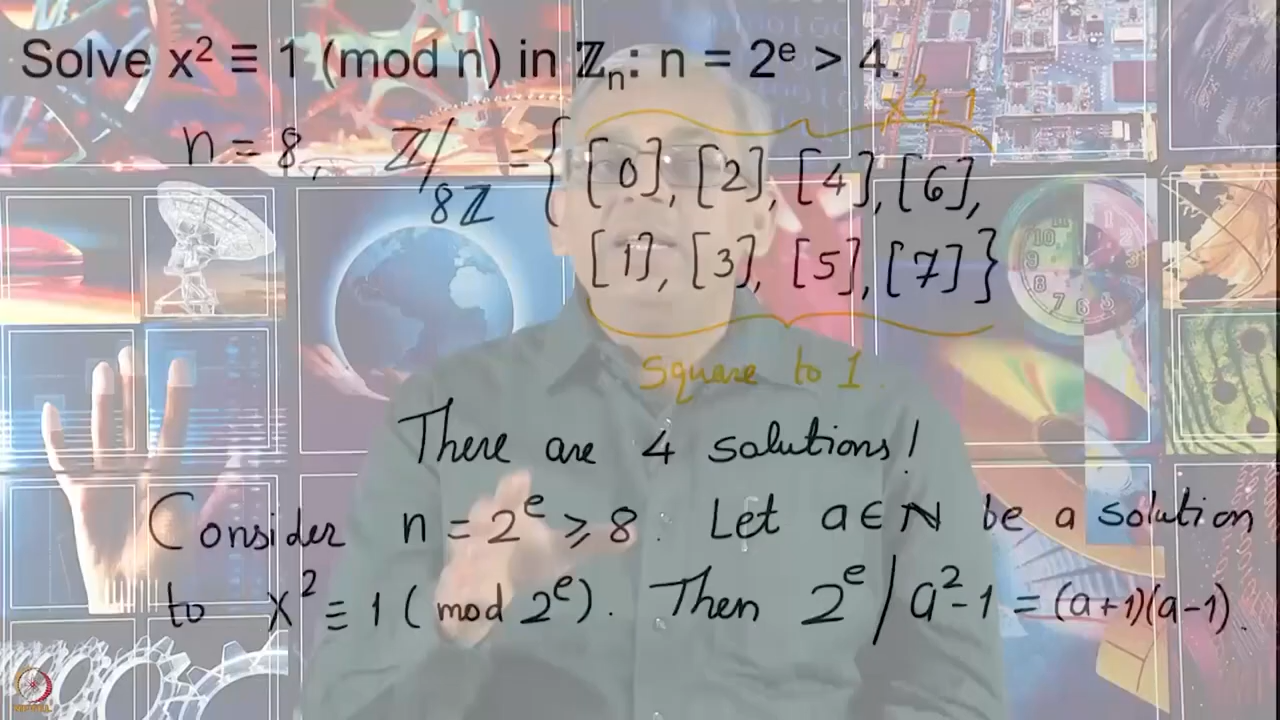 Solve x² ≡ 1 (mod n) in ℤₙ: n = 2ᵉ > 4.
x² ≠ 1
n = 8, ℤ/8ℤ = { [0], [2], [4], [6],
[1], [3], [5], [7] }
Square to 1.
There are 4 solutions!
Consider n = 2ᵉ ⩾ 8. Let a ∈ ℕ be a solution
to x² ≡ 1 (mod 2ᵉ). Then 2ᵉ / a²-1 = (a+1)(a-1).